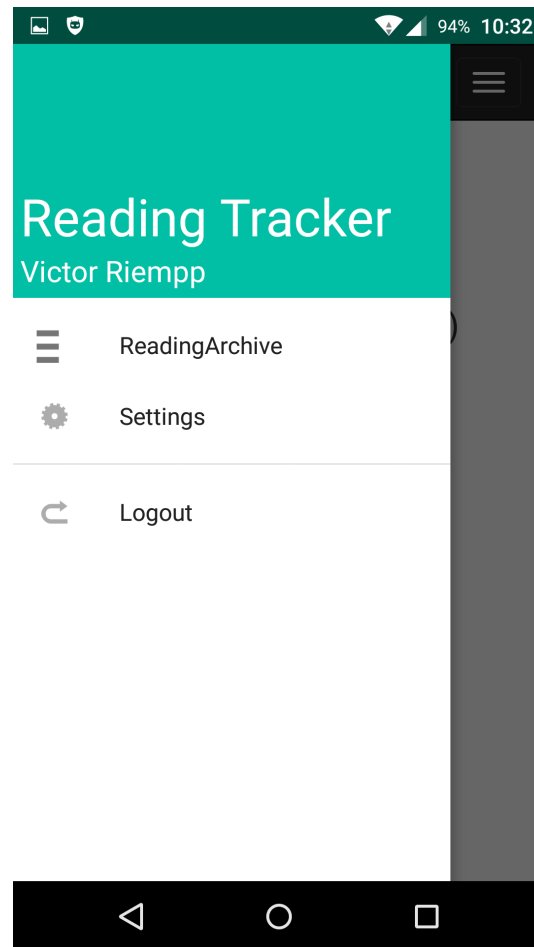 94% 10:32
Reading Tracker
Victor Riempp
ReadingArchive
Settings
Logout